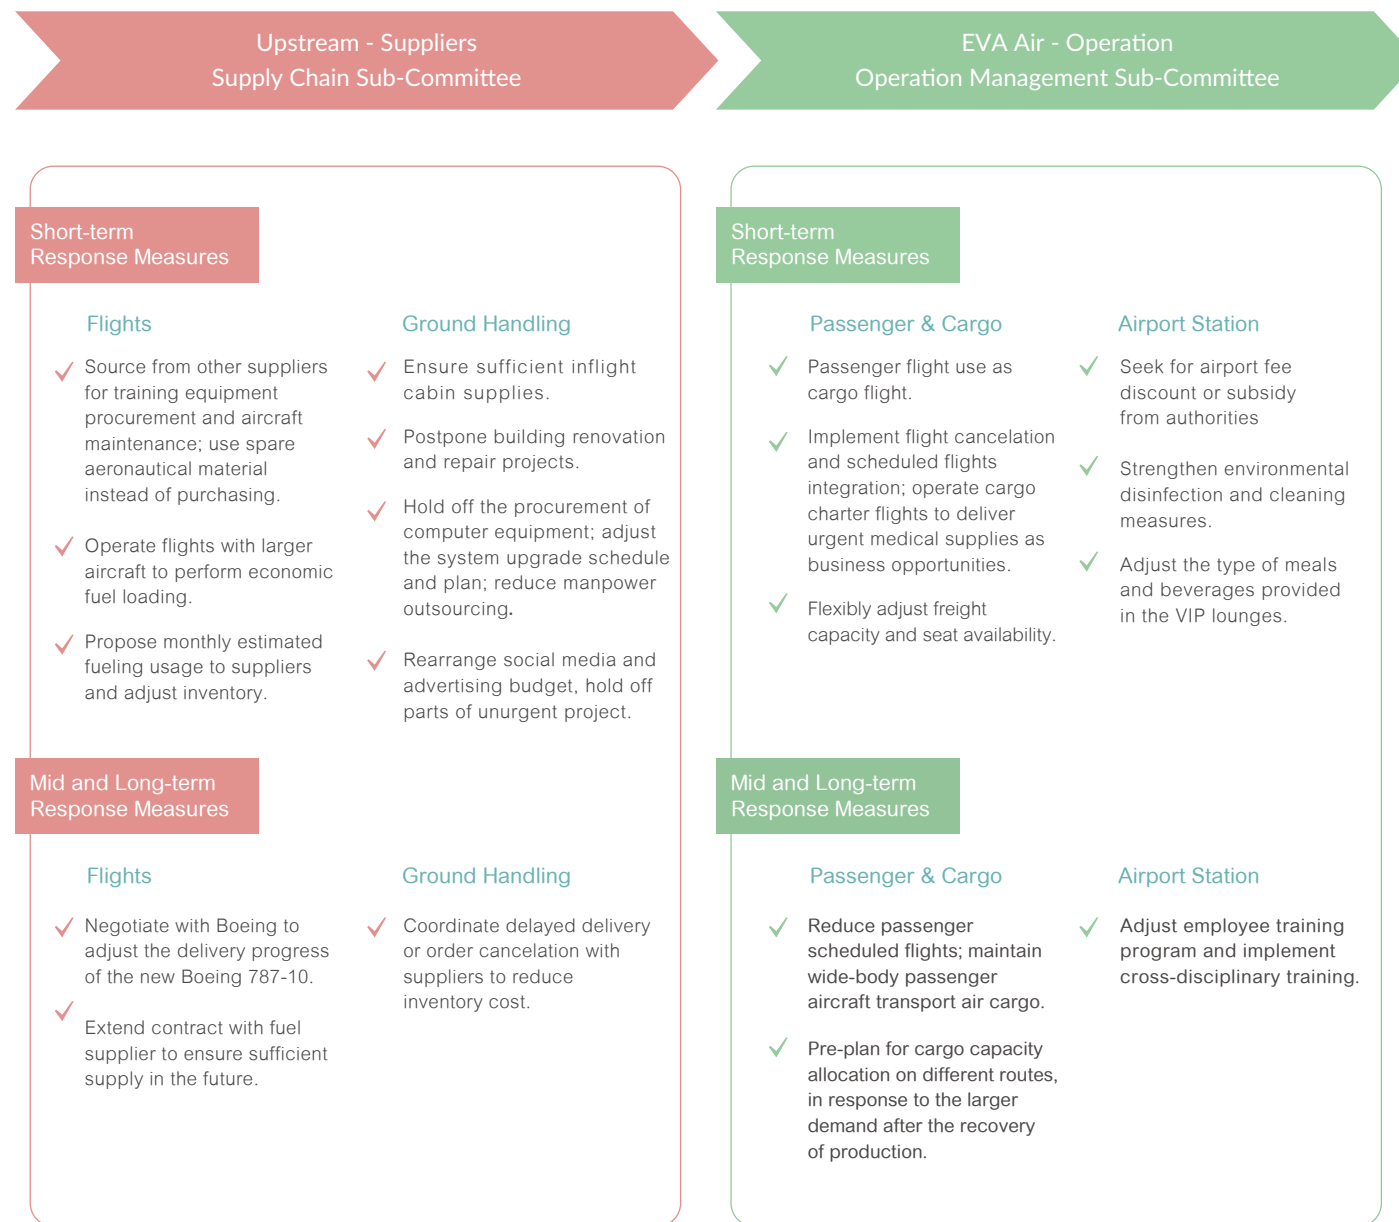 Upstream - Suppliers
Supply Chain Sub-Committee
EVA Air - Operation
Operation Management Sub-Committee
Short-term
Response Measures
Flights
Source from other suppliers
for training equipment
procurement and aircraft
maintenance; use spare
aeronautical material
instead of purchasing.
Operate flights with larger
aircraft to perform economic
fuel loading.
Propose monthly estimated
fueling usage to suppliers
and adjust inventory.
Ground Handling
Ensure sufficient inflight
cabin supplies.
Postpone building renovation
and repair projects.
Hold off the procurement of
computer equipment; adjust
the system upgrade schedule
and plan; reduce manpower
outsourcing.
Rearrange social media and
advertising budget, hold off
parts of unurgent project.
Mid and Long-term
Response Measures
Flights
Negotiate with Boeing to
adjust the delivery progress
of the new Boeing 787-10.
Extend contract with fuel
supplier to ensure sufficient
supply in the future.
Ground Handling
Coordinate delayed delivery
or order cancelation with
suppliers to reduce
inventory cost.
Short-term
Response Measures
Passenger & Cargo
Passenger flight use as
cargo flight.
Implement flight cancelation
and scheduled flights
integration; operate cargo
charter flights to deliver
urgent medical supplies as
business opportunities.
Flexibly adjust freight
capacity and seat availability.
Airport Station
Seek for airport fee
discount or subsidy
from authorities
Strengthen environmental
disinfection and cleaning
measures.
Adjust the type of meals
and beverages provided
in the VIP lounges.
Mid and Long-term
Response Measures
Passenger & Cargo
Reduce passenger
scheduled flights; maintain
wide-body passenger
aircraft transport air cargo.
Pre-plan for cargo capacity
allocation on different routes,
in response to the larger
demand after the recovery
of production.
Airport Station
Adjust employee training
program and implement
cross-disciplinary training.